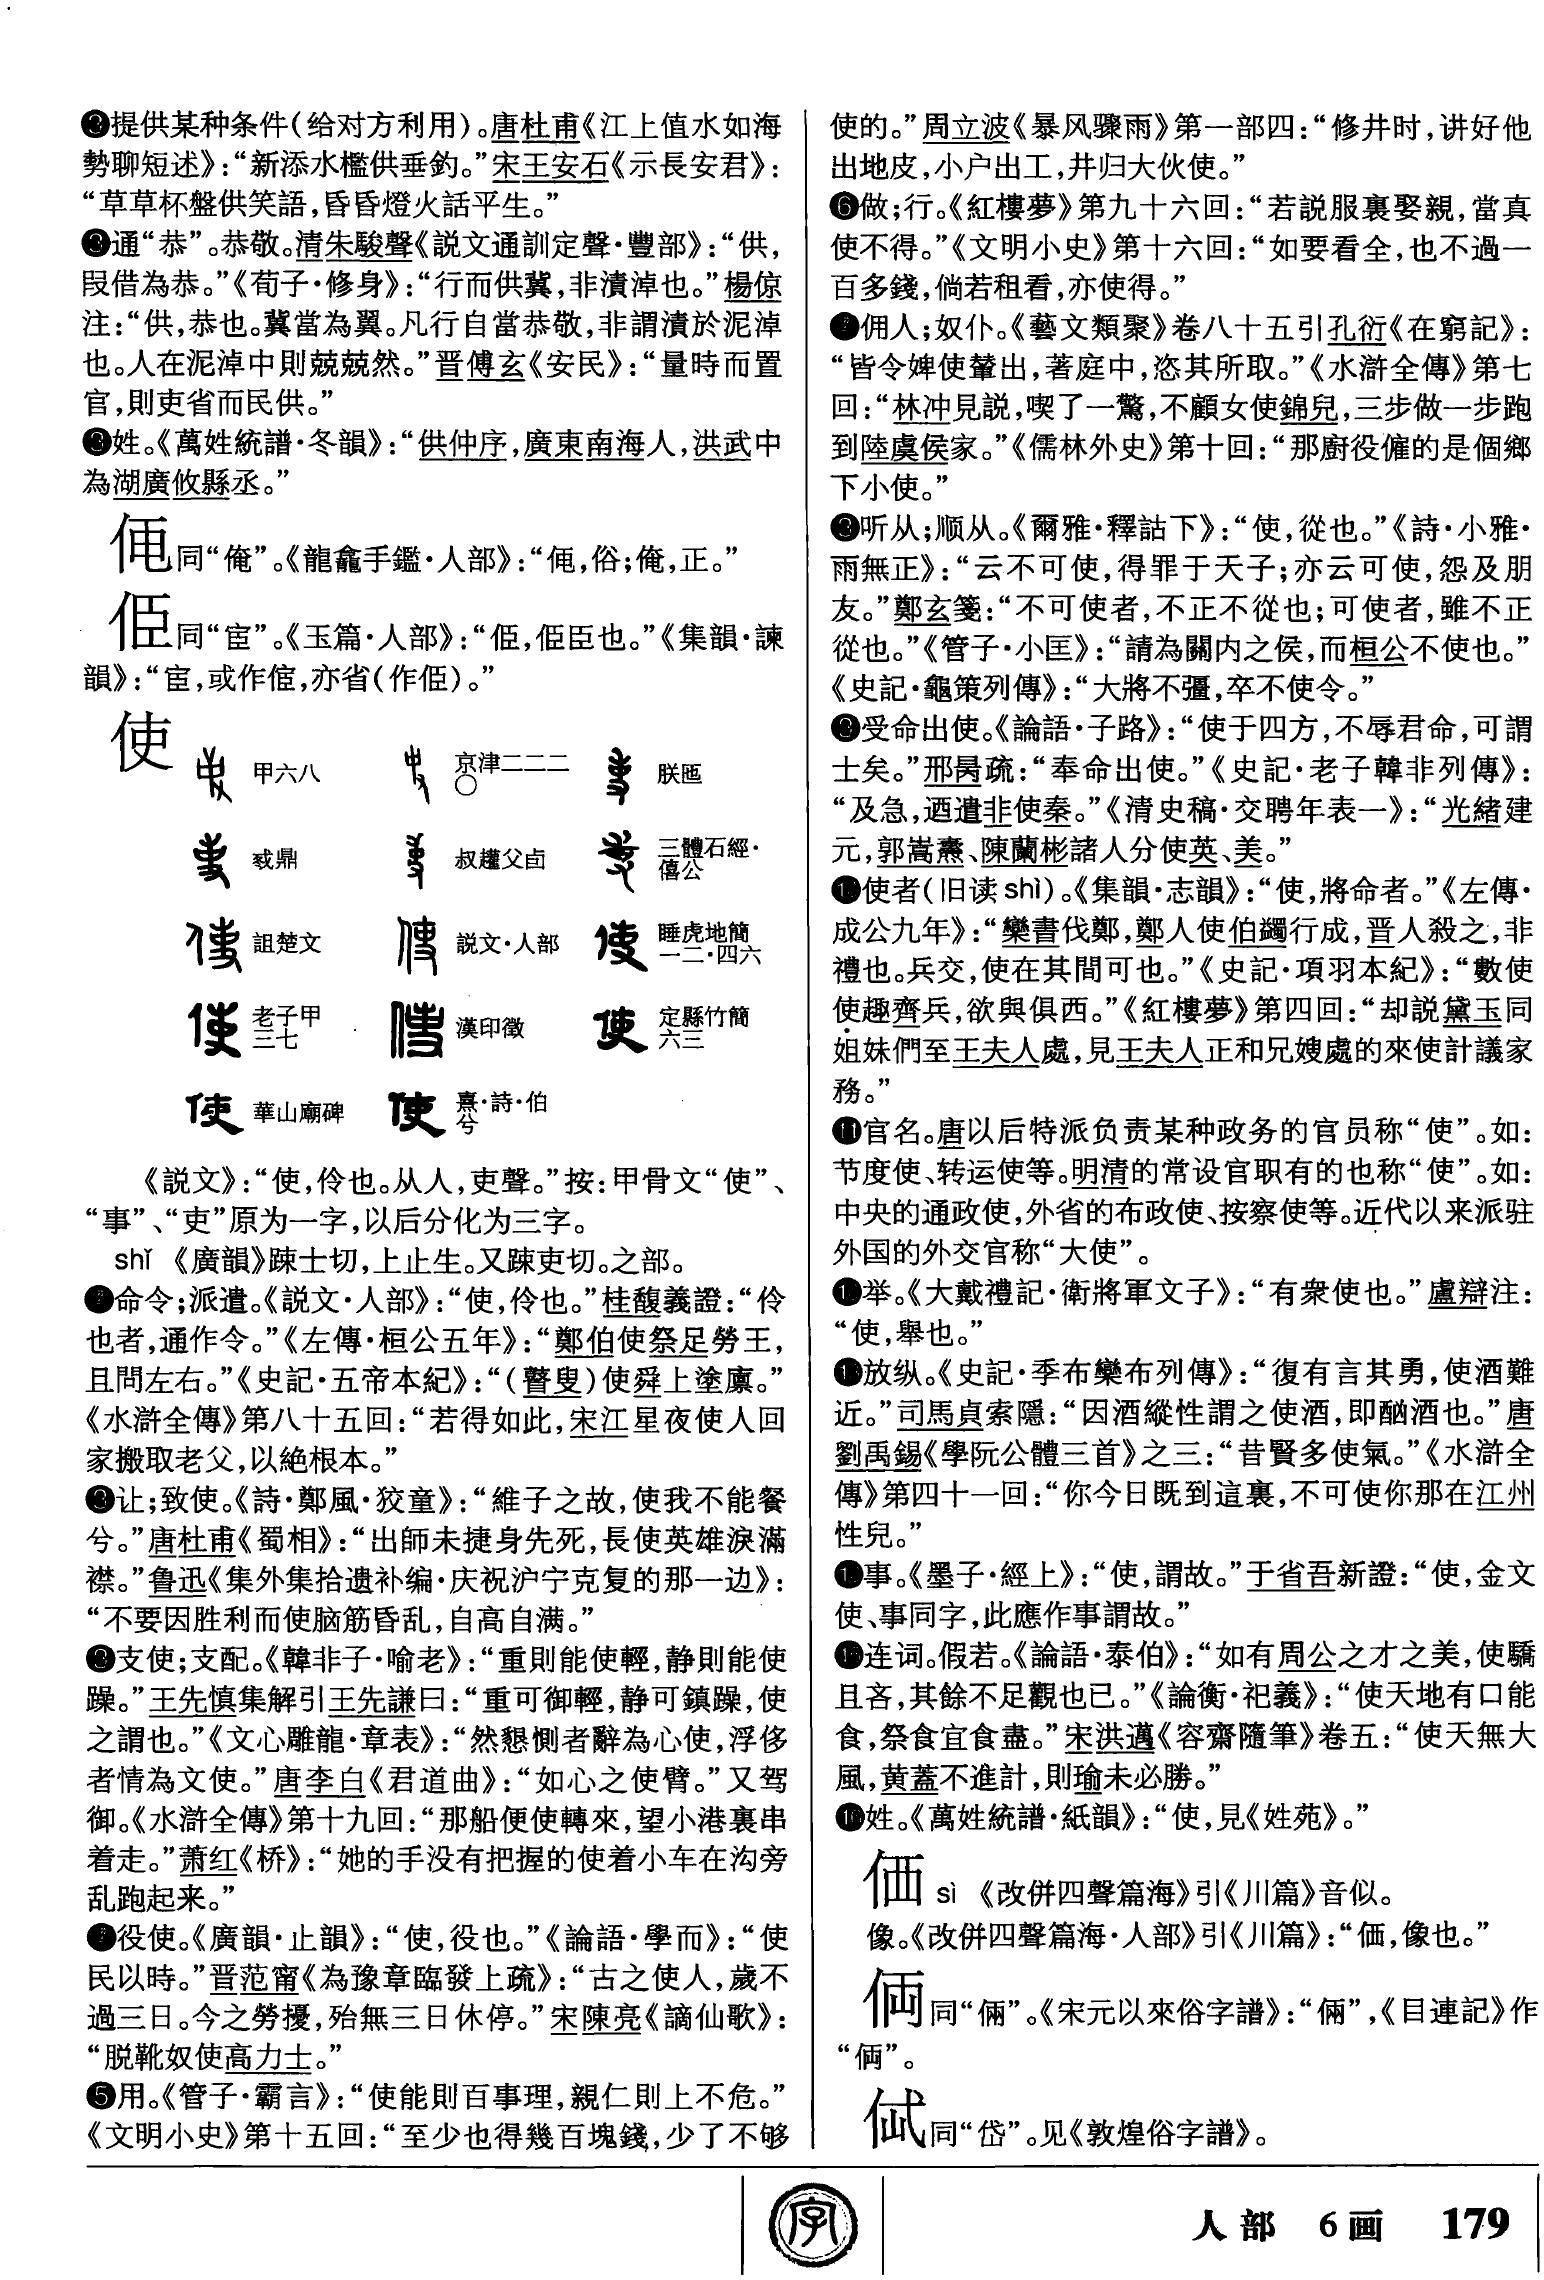 ❷提供某种条件(给对方利用)。唐杜甫《江上值水如海
勢聊短述》:“新添水檻供垂釣。”宋王安石《示長安君》:
“草草杯盤供笑語,昏昏燈火話平生。”
❸通“恭”。恭敬。清朱駿聲《説文通訓定聲·豐部》:“供,
叚借為恭。”《荀子·修身》:“行而供冀,非漬淖也。”楊倞
注:“供,恭也。冀當為翼。凡行自當恭敬,非謂漬於泥淖
也。人在泥淖中則兢兢然。”晋傅玄《安民》:“量時而置
官,則吏省而民供。”
姓。《萬姓統譜·冬韻》:“供仲序,廣東南海人,洪武中
為湖廣攸縣丞。”
㑂同“俺”。《龍龕手鑑·人部》:“㑂,俗;俺,正。”
㑗同“宦”。《玉篇·人部》:“㑗,㑗臣也。”《集韻·諫
韻》:“宦,或作倌,亦省(作㑗)。”
使
甲六八
京津二二二〇
朕匜
𢦚鼎
叔趯父卣
三體石經·僖公
詛楚文
説文·人部
睡虎地簡一二·四六
老子甲三七
漢印徵
定縣竹簡六三
華山廟碑
熹·詩·伯兮
《説文》:“使,伶也。从人,吏聲。”按:甲骨文“使”、
“事”、“吏”原为一字,以后分化为三字。
shǐ 《廣韻》踈士切,上止生。又踈吏切。之部。
命令;派遣。《説文·人部》:“使,伶也。”桂馥義證:“伶
也者,通作令。”《左傳·桓公五年》:“鄭伯使祭足勞王,
且問左右。”《史記·五帝本紀》:“(瞽叟)使舜上塗廪。”
《水滸全傳》第八十五回:“若得如此,宋江星夜使人回
家搬取老父,以絶根本。”
让;致使。《詩·鄭風·狡童》:“維子之故,使我不能餐
兮。”唐杜甫《蜀相》:“出師未捷身先死,長使英雄淚滿
襟。”魯迅《集外集拾遗补编·庆祝沪宁克复的那一边》:
“不要因胜利而使脑筋昏乱,自高自满。”
❸支使;支配。《韓非子·喻老》:“重則能使輕,静則能使
躁。”王先慎集解引王先謙曰:“重可御輕,静可鎮躁,使
之謂也。”《文心雕龍·章表》:“然懇惻者辭為心使,浮侈
者情為文使。”唐李白《君道曲》:“如心之使臂。”又驾
御。《水滸全傳》第十九回:“那船便使轉來,望小港裏串
着走。”萧红《桥》:“她的手没有把握的使着小车在沟旁
乱跑起来。”
役使。《廣韻·止韻》:“使,役也。”《論語·學而》:“使
民以時。”晋范甯《為豫章臨發上疏》:“古之使人,歲不
過三日。今之勞擾,殆無三日休停。”宋陳亮《謫仙歌》:
“脱靴奴使高力士。”
❺用。《管子·霸言》:“使能則百事理,親仁則上不危。”
《文明小史》第十五回:“至少也得幾百塊錢,少了不够
使的。”周立波《暴风骤雨》第一部四:“修井时,讲好他
出地皮,小户出工,井归大伙使。”
❻做;行。《紅樓夢》第九十六回:“若説服裏娶親,當真
使不得。”《文明小史》第十六回:“如要看全,也不過一
百多錢,倘若租看,亦使得。”
佣人;奴仆。《藝文類聚》卷八十五引孔衍《在窮記》:
“皆令婢使輦出,著庭中,恣其所取。”《水滸全傳》第七
回:“林冲見説,喫了一驚,不顧女使錦兒,三步做一步跑
到陸虞侯家。”《儒林外史》第十回:“那廚役僱的是個鄉
下小使。”
听从;顺从。《爾雅·釋詁下》:“使,從也。”《詩·小雅·
雨無正》:“云不可使,得罪于天子;亦云可使,怨及朋
友。”鄭玄箋:“不可使者,不正不從也;可使者,雖不正
從也。”《管子·小匡》:“請為關内之侯,而桓公不使也。”
《史記·龜策列傳》:“大將不彊,卒不使令。”
受命出使。《論語·子路》:“使于四方,不辱君命,可謂
士矣。”邢昺疏:“奉命出使。”《史記·老子韓非列傳》:
“及急,迺遣非使秦。”《清史稿·交聘年表一》:“光緒建
元,郭嵩燾、陳蘭彬諸人分使英、美。”
使者(旧读shì)。《集韻·志韻》:“使,將命者。”《左傳·
成公九年》:“欒書伐鄭,鄭人使伯蠲行成,晋人殺之,非
禮也。兵交,使在其間可也。”《史記·項羽本紀》:“數使
使趣齊兵,欲與俱西。”《紅樓夢》第四回:“却説黛玉同
姐妹們至王夫人處,見王夫人正和兄嫂處的來使計議家
務。”
⓫官名。唐以后特派负责某种政务的官员称“使”。如:
节度使、转运使等。明清的常设官职有的也称“使”。如:
中央的通政使,外省的布政使、按察使等。近代以来派驻
外国的外交官称“大使”。
举。《大戴禮記·衛將軍文子》:“有衆使也。”盧辯注:
“使,舉也。”
放纵。《史記·季布欒布列傳》:“復有言其勇,使酒難
近。”司馬貞索隱:“因酒縱性謂之使酒,即酗酒也。”唐
劉禹錫《學阮公體三首》之三:“昔賢多使氣。”《水滸全
傳》第四十一回:“你今日既到這裏,不可使你那在江州
性兒。”
事。《墨子·經上》:“使,謂故。”于省吾新證:“使,金文
使、事同字,此應作事謂故。”
连词。假若。《論語·泰伯》:“如有周公之才之美,使驕
且吝,其餘不足觀也已。”《論衡·祀義》:“使天地有口能
食,祭食宜食盡。”宋洪邁《容齋隨筆》卷五:“使天無大
風,黄蓋不進計,則瑜未必勝。”
姓。《萬姓統譜·紙韻》:“使,見《姓苑》。”
価 sì 《改併四聲篇海》引《川篇》音似。
像。《改併四聲篇海·人部》引《川篇》:“価,像也。”
㑂同“倆”。《宋元以來俗字譜》:“倆”,《目連記》作
同“岱”。见《敦煌俗字譜》。
字
人部 6画 179